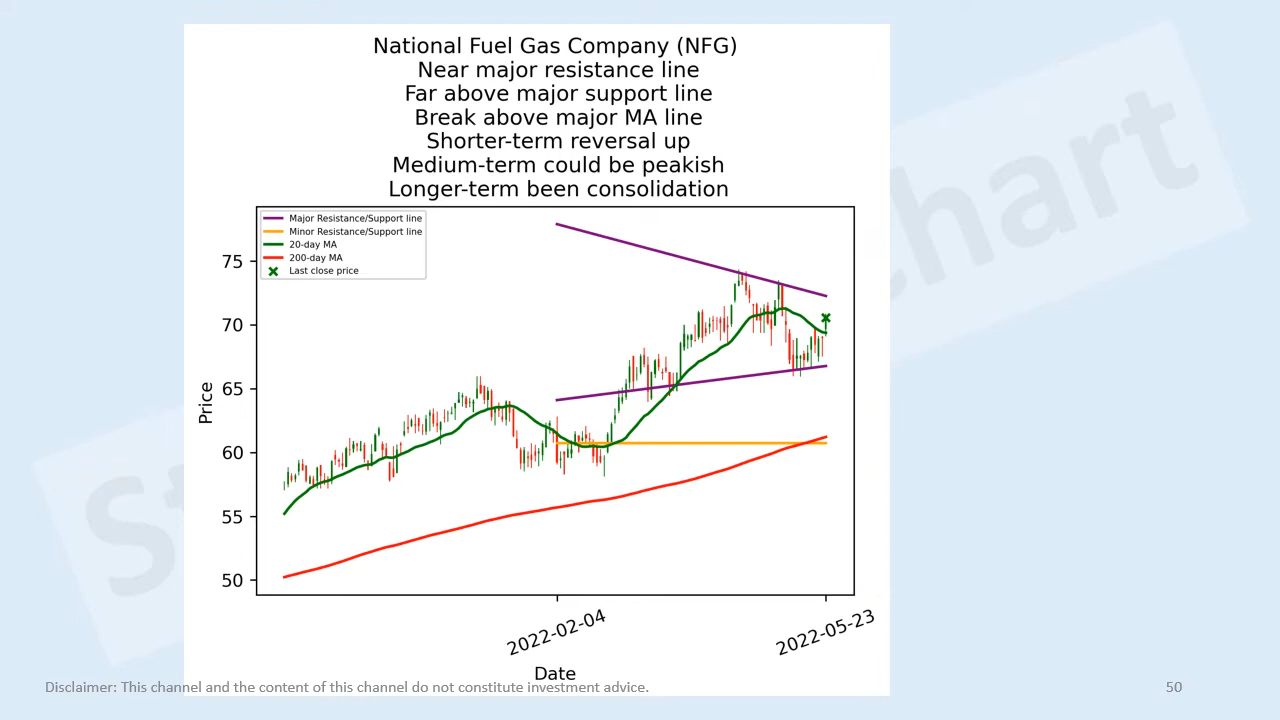 National Fuel Gas Company (NFG)
Near major resistance line
Far above major support line
Break above major MA line
Shorter-term reversal up
Medium-term could be peakish
Longer-term been consolidation
Major Resistance/Support line
Minor Resistance/Support line
20-day MA
200-day MA
Last close price
75
70
65
60
55
50
Price
2022-02-04
2022-05-23
Date
Disclaimer: This channel and the content of this channel do not constitute investment advice.
50